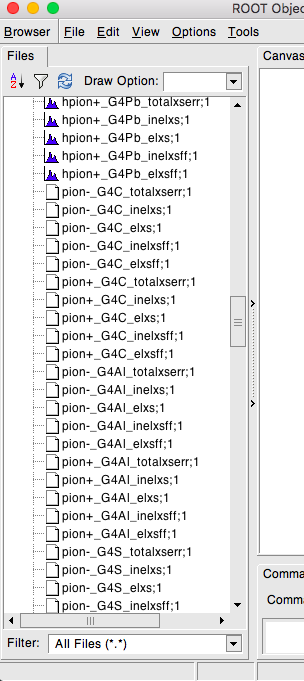 ROOT Objec
Browser File Edit View Options Tools
Files
Canvas
Draw Option:
hpion+_G4Pb_totalxserr;1
hpion+_G4Pb_inelxs;1
hpion+_G4Pb_elxs;1
hpion+_G4Pb_inelxsff;1
hpion+_G4Pb_elxsff;1
pion-_G4C_totalxserr;1
pion-_G4C_inelxs;1
pion-_G4C_elxs;1
pion-_G4C_inelxsff;1
pion-_G4C_elxsff;1
pion+_G4C_totalxserr;1
pion+_G4C_inelxs;1
pion+_G4C_elxs;1
pion+_G4C_inelxsff;1
pion+_G4C_elxsff;1
pion-_G4Al_totalxserr;1
pion-_G4Al_inelxs;1
pion-_G4Al_elxs;1
pion-_G4Al_inelxsff;1
pion-_G4Al_elxsff;1
pion+_G4Al_totalxserr;1
pion+_G4Al_inelxs;1
pion+_G4Al_elxs;1
pion+_G4Al_inelxsff;1
pion+_G4Al_elxsff;1
pion-_G4S_totalxserr;1
pion-_G4S_inelxs;1
pion-_G4S_elxs;1
pion-_G4S_inelxsff;1
Comma
Comma
Filter: All Files (*.*)